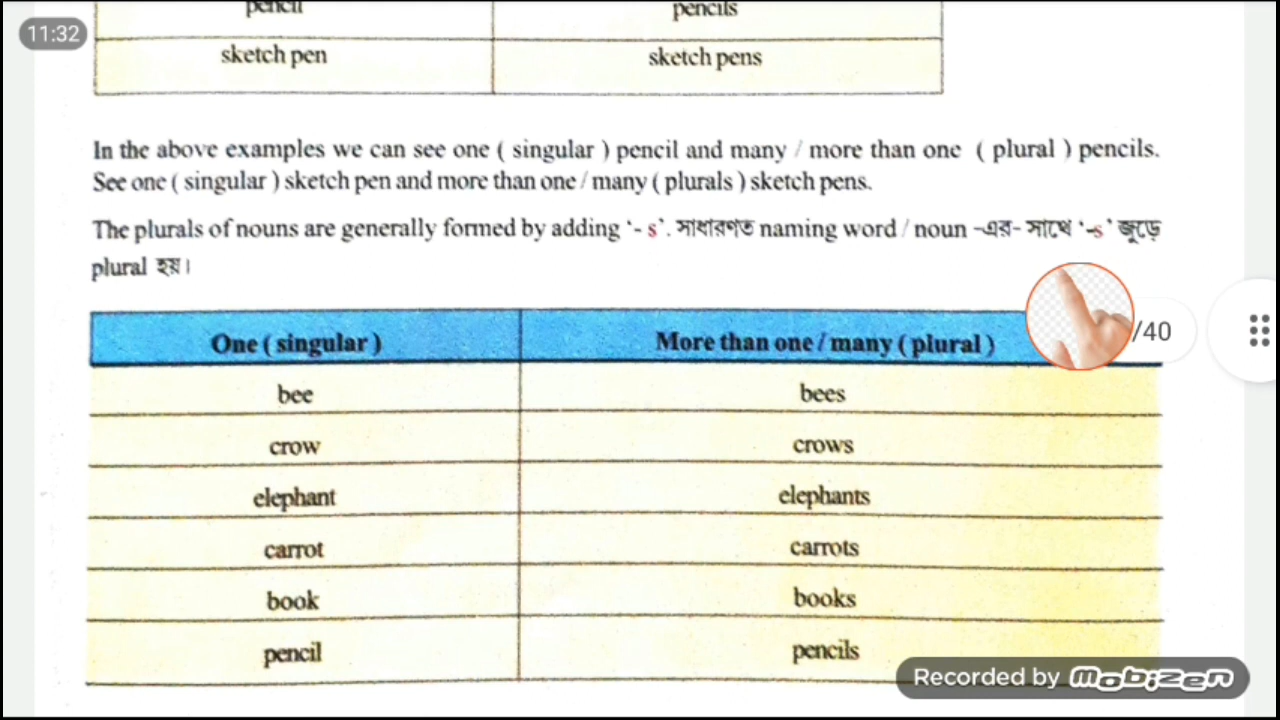 11:32
pencil pencils
sketch pen sketch pens
In the above examples we can see one ( singular ) pencil and many / more than one ( plural ) pencils.
See one ( singular ) sketch pen and more than one / many ( plurals ) sketch pens.
The plurals of nouns are generally formed by adding ‘- s’. সাধারণত naming word / noun -এর- সাথে ‘-s’ জুড়ে
plural হয়।
/40
One ( singular ) More than one / many ( plural )
bee bees
crow crows
elephant elephants
carrot carrots
book books
pencil pencils
Recorded by Mobizen